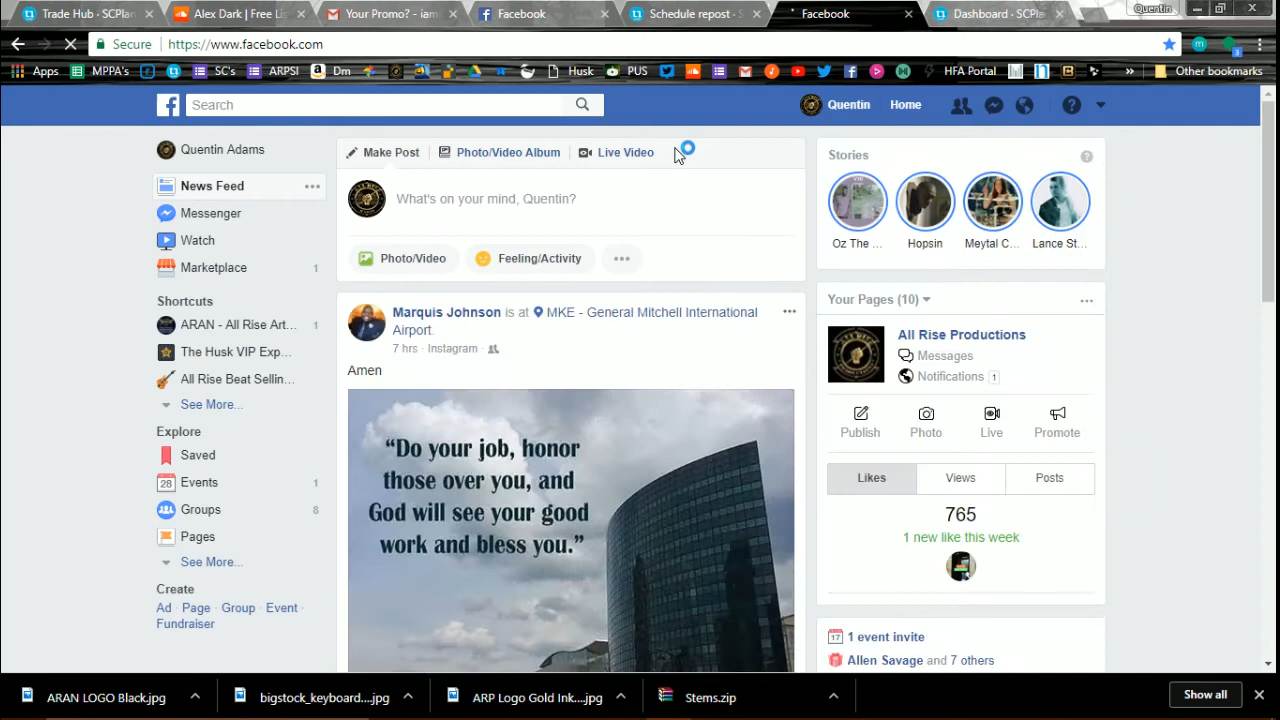 Trade Hub - SCPlan
Alex Dark | Free Lis
Your Promo? - iam
Facebook
Schedule repost - S
Facebook
Dashboard - SCPla
Quentin
Secure
https://www.facebook.com
Apps
MPPA's
SC's
ARPSI
Dm
Husk
PUS
HFA Portal
»
Other bookmarks
3
Search
Quentin
Home
Quentin Adams
News Feed
Messenger
Watch
Marketplace 1
Shortcuts
ARAN - All Rise Art... 1
The Husk VIP Exp...
All Rise Beat Sellin...
See More...
Explore
Saved
28 Events 1
Groups 8
Pages
See More...
Create
Ad · Page · Group · Event ·
Fundraiser
Make Post
Photo/Video Album
Live Video
What's on your mind, Quentin?
Photo/Video
Feeling/Activity
Marquis Johnson is at MKE - General Mitchell International
Airport.
7 hrs · Instagram ·
Amen
“Do your job, honor
those over you, and
God will see your good
work and bless you.”
Stories
Oz The ...
Hopsin
Meytal C...
Lance St...
Your Pages (10)
All Rise Productions
Messages
Notifications 1
Publish
Photo
Live
Promote
Likes
Views
Posts
765
1 new like this week
17 1 event invite
Allen Savage and 7 others
ARAN LOGO Black.jpg
bigstock_keyboard....jpg
ARP Logo Gold Ink....jpg
Stems.zip
Show all